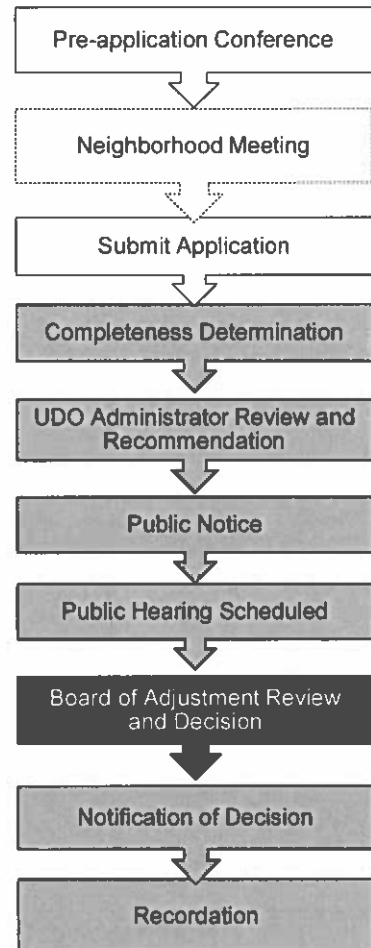 Pre-application Conference
Neighborhood Meeting
Submit Application
Completeness Determination
UDO Administrator Review and
Recommendation
Public Notice
Public Hearing Scheduled
Board of Adjustment Review
and Decision
Notification of Decision
Recordation